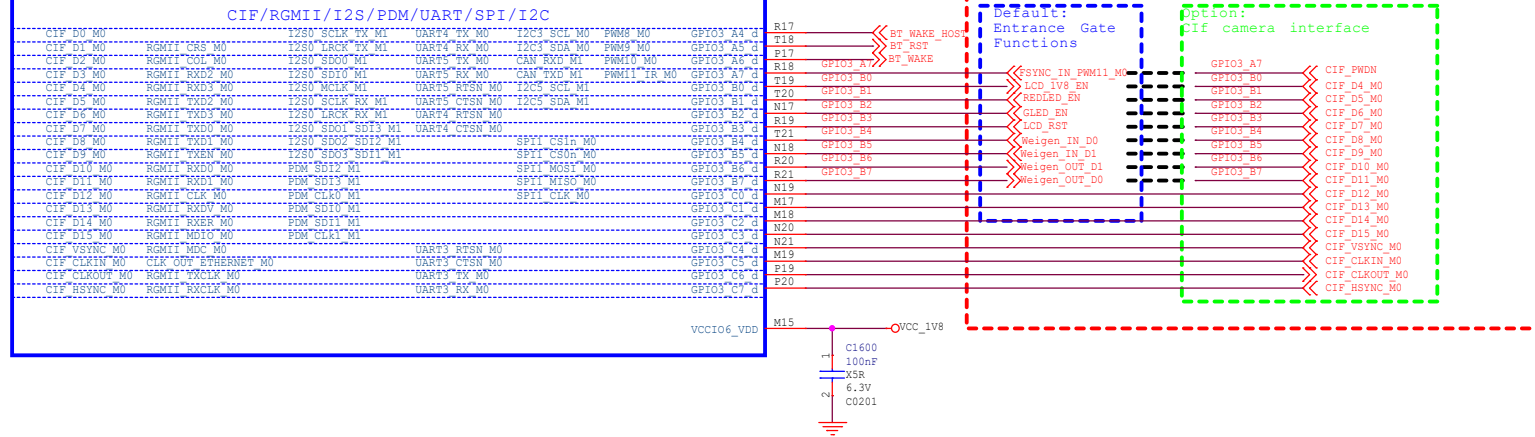 CIF/RGMII/I2S/PDM/UART/SPI/I2C
CIF_D0_M0 I2S0_SCLK_TX_M1 UART4_TX_M0 I2C3_SCL_M0 PWM8_M0 GPIO3_A4_d R17 BT_WAKE_HOST
CIF_D1_M0 RGMII_CRS_M0 I2S0_LRCK_TX_M1 UART4_RX_M0 I2C3_SDA_M0 PWM9_M0 GPIO3_A5_d T18 BT_RST
CIF_D2_M0 RGMII_COL_M0 I2S0_SDO0_M1 UART5_TX_M0 CAN_RXD_M1 PWM10_M0 GPIO3_A6_d P17 BT_WAKE
CIF_D3_M0 RGMII_RXD2_M0 I2S0_SDI0_M1 UART5_RX_M0 CAN_TXD_M1 PWM11_IR_M0 GPIO3_A7_d R18 GPIO3_A7
CIF_D4_M0 RGMII_RXD3_M0 I2S0_MCLK_M1 UART5_RTSN_M0 I2C5_SCL_M1 GPIO3_B0_d T19 GPIO3_B0
CIF_D5_M0 RGMII_TXD2_M0 I2S0_SCLK_RX_M1 UART5_CTSN_M0 I2C5_SDA_M1 GPIO3_B1_d T20 GPIO3_B1
CIF_D6_M0 RGMII_TXD3_M0 I2S0_LRCK_RX_M1 UART4_RTSN_M0 GPIO3_B2_d N17 GPIO3_B2
CIF_D7_M0 RGMII_TXD0_M0 I2S0_SDO1_SDI3_M1 UART4_CTSN_M0 GPIO3_B3_d R19 GPIO3_B3
CIF_D8_M0 RGMII_TXD1_M0 I2S0_SDO2_SDI2_M1 SPI1_CS1n_M0 GPIO3_B4_d T21 GPIO3_B4
CIF_D9_M0 RGMII_TXEN_M0 I2S0_SDO3_SDI1_M1 SPI1_CS0n_M0 GPIO3_B5_d N18 GPIO3_B5
CIF_D10_M0 RGMII_RXD0_M0 PDM_SDI2_M1 SPI1_MOSI_M0 GPIO3_B6_d R20 GPIO3_B6
CIF_D11_M0 RGMII_RXD1_M0 PDM_SDI3_M1 SPI1_MISO_M0 GPIO3_B7_d R21 GPIO3_B7
CIF_D12_M0 RGMII_CLK_M0 PDM_CLk0_M1 SPI1_CLK_M0 GPIO3_C0_d N19
CIF_D13_M0 RGMII_RXDV_M0 PDM_SDI0_M1 GPIO3_C1_d M17
CIF_D14_M0 RGMII_RXER_M0 PDM_SDI1_M1 GPIO3_C2_d M18
CIF_D15_M0 RGMII_MDIO_M0 PDM_CLk1_M1 GPIO3_C3_d N20
CIF_VSYNC_M0 RGMII_MDC_M0 UART3_RTSN_M0 GPIO3_C4_d N21
CIF_CLKIN_M0 CLK_OUT_ETHERNET_M0 UART3_CTSN_M0 GPIO3_C5_d M19
CIF_CLKOUT_M0 RGMII_TXCLK_M0 UART3_TX_M0 GPIO3_C6_d P19
CIF_HSYNC_M0 RGMII_RXCLK_M0 UART3_RX_M0 GPIO3_C7_d P20
VCCIO6_VDD M15 VCC_1V8
1 C1600
100nF
X5R
6.3V
2 C0201
Default:
Entrance Gate
Functions
FSYNC_IN_PWM11_M0
LCD_1V8_EN
REDLED_EN
GLED_EN
LCD_RST
Weigen_IN_D0
Weigen_IN_D1
Weigen_OUT_D1
Weigen_OUT_D0
Option:
CIf camera interface
GPIO3_A7 CIF_PWDN
GPIO3_B0 CIF_D4_M0
GPIO3_B1 CIF_D5_M0
GPIO3_B2 CIF_D6_M0
GPIO3_B3 CIF_D7_M0
GPIO3_B4 CIF_D8_M0
GPIO3_B5 CIF_D9_M0
GPIO3_B6 CIF_D10_M0
GPIO3_B7 CIF_D11_M0
CIF_D12_M0
CIF_D13_M0
CIF_D14_M0
CIF_D15_M0
CIF_VSYNC_M0
CIF_CLKIN_M0
CIF_CLKOUT_M0
CIF_HSYNC_M0